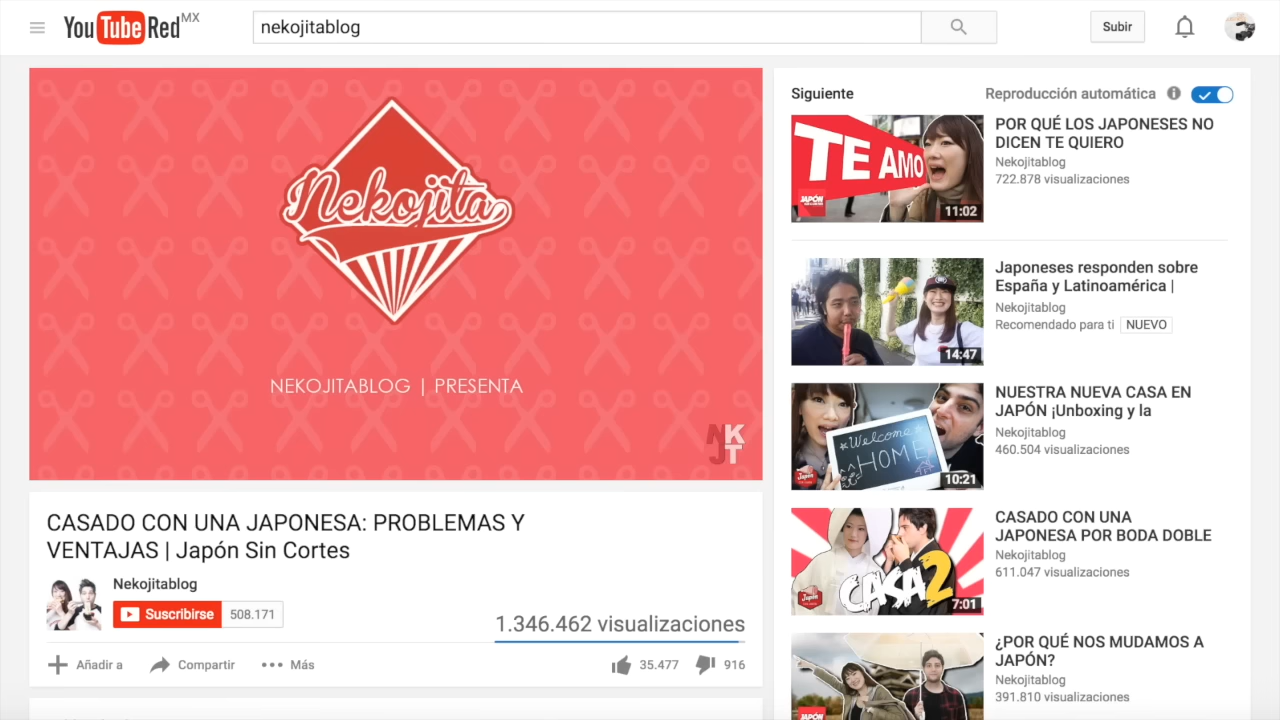 YouTube Red MX
nekojitablog
Subir
Nekojita
NEKOJITABLOG | PRESENTA
NKJT
CASADO CON UNA JAPONESA: PROBLEMAS Y
VENTAJAS | Japón Sin Cortes
Nekojitablog
Suscribirse 508.171
1.346.462 visualizaciones
Añadir a Compartir Más 35.477 916
Siguiente Reproducción automática
TE AMO
JAPÓN
11:02
POR QUÉ LOS JAPONESES NO
DICEN TE QUIERO
Nekojitablog
722.878 visualizaciones
14:47
Japoneses responden sobre
España y Latinoamérica |
Nekojitablog
Recomendado para ti NUEVO
Welcome
HOME
Japón
10:21
NUESTRA NUEVA CASA EN
JAPÓN ¡Unboxing y la
Nekojitablog
460.504 visualizaciones
CASA2
Japón
7:01
CASADO CON UNA
JAPONESA POR BODA DOBLE
Nekojitablog
611.047 visualizaciones
JAPÓN
¿POR QUÉ NOS MUDAMOS A
JAPÓN?
Nekojitablog
391.810 visualizaciones